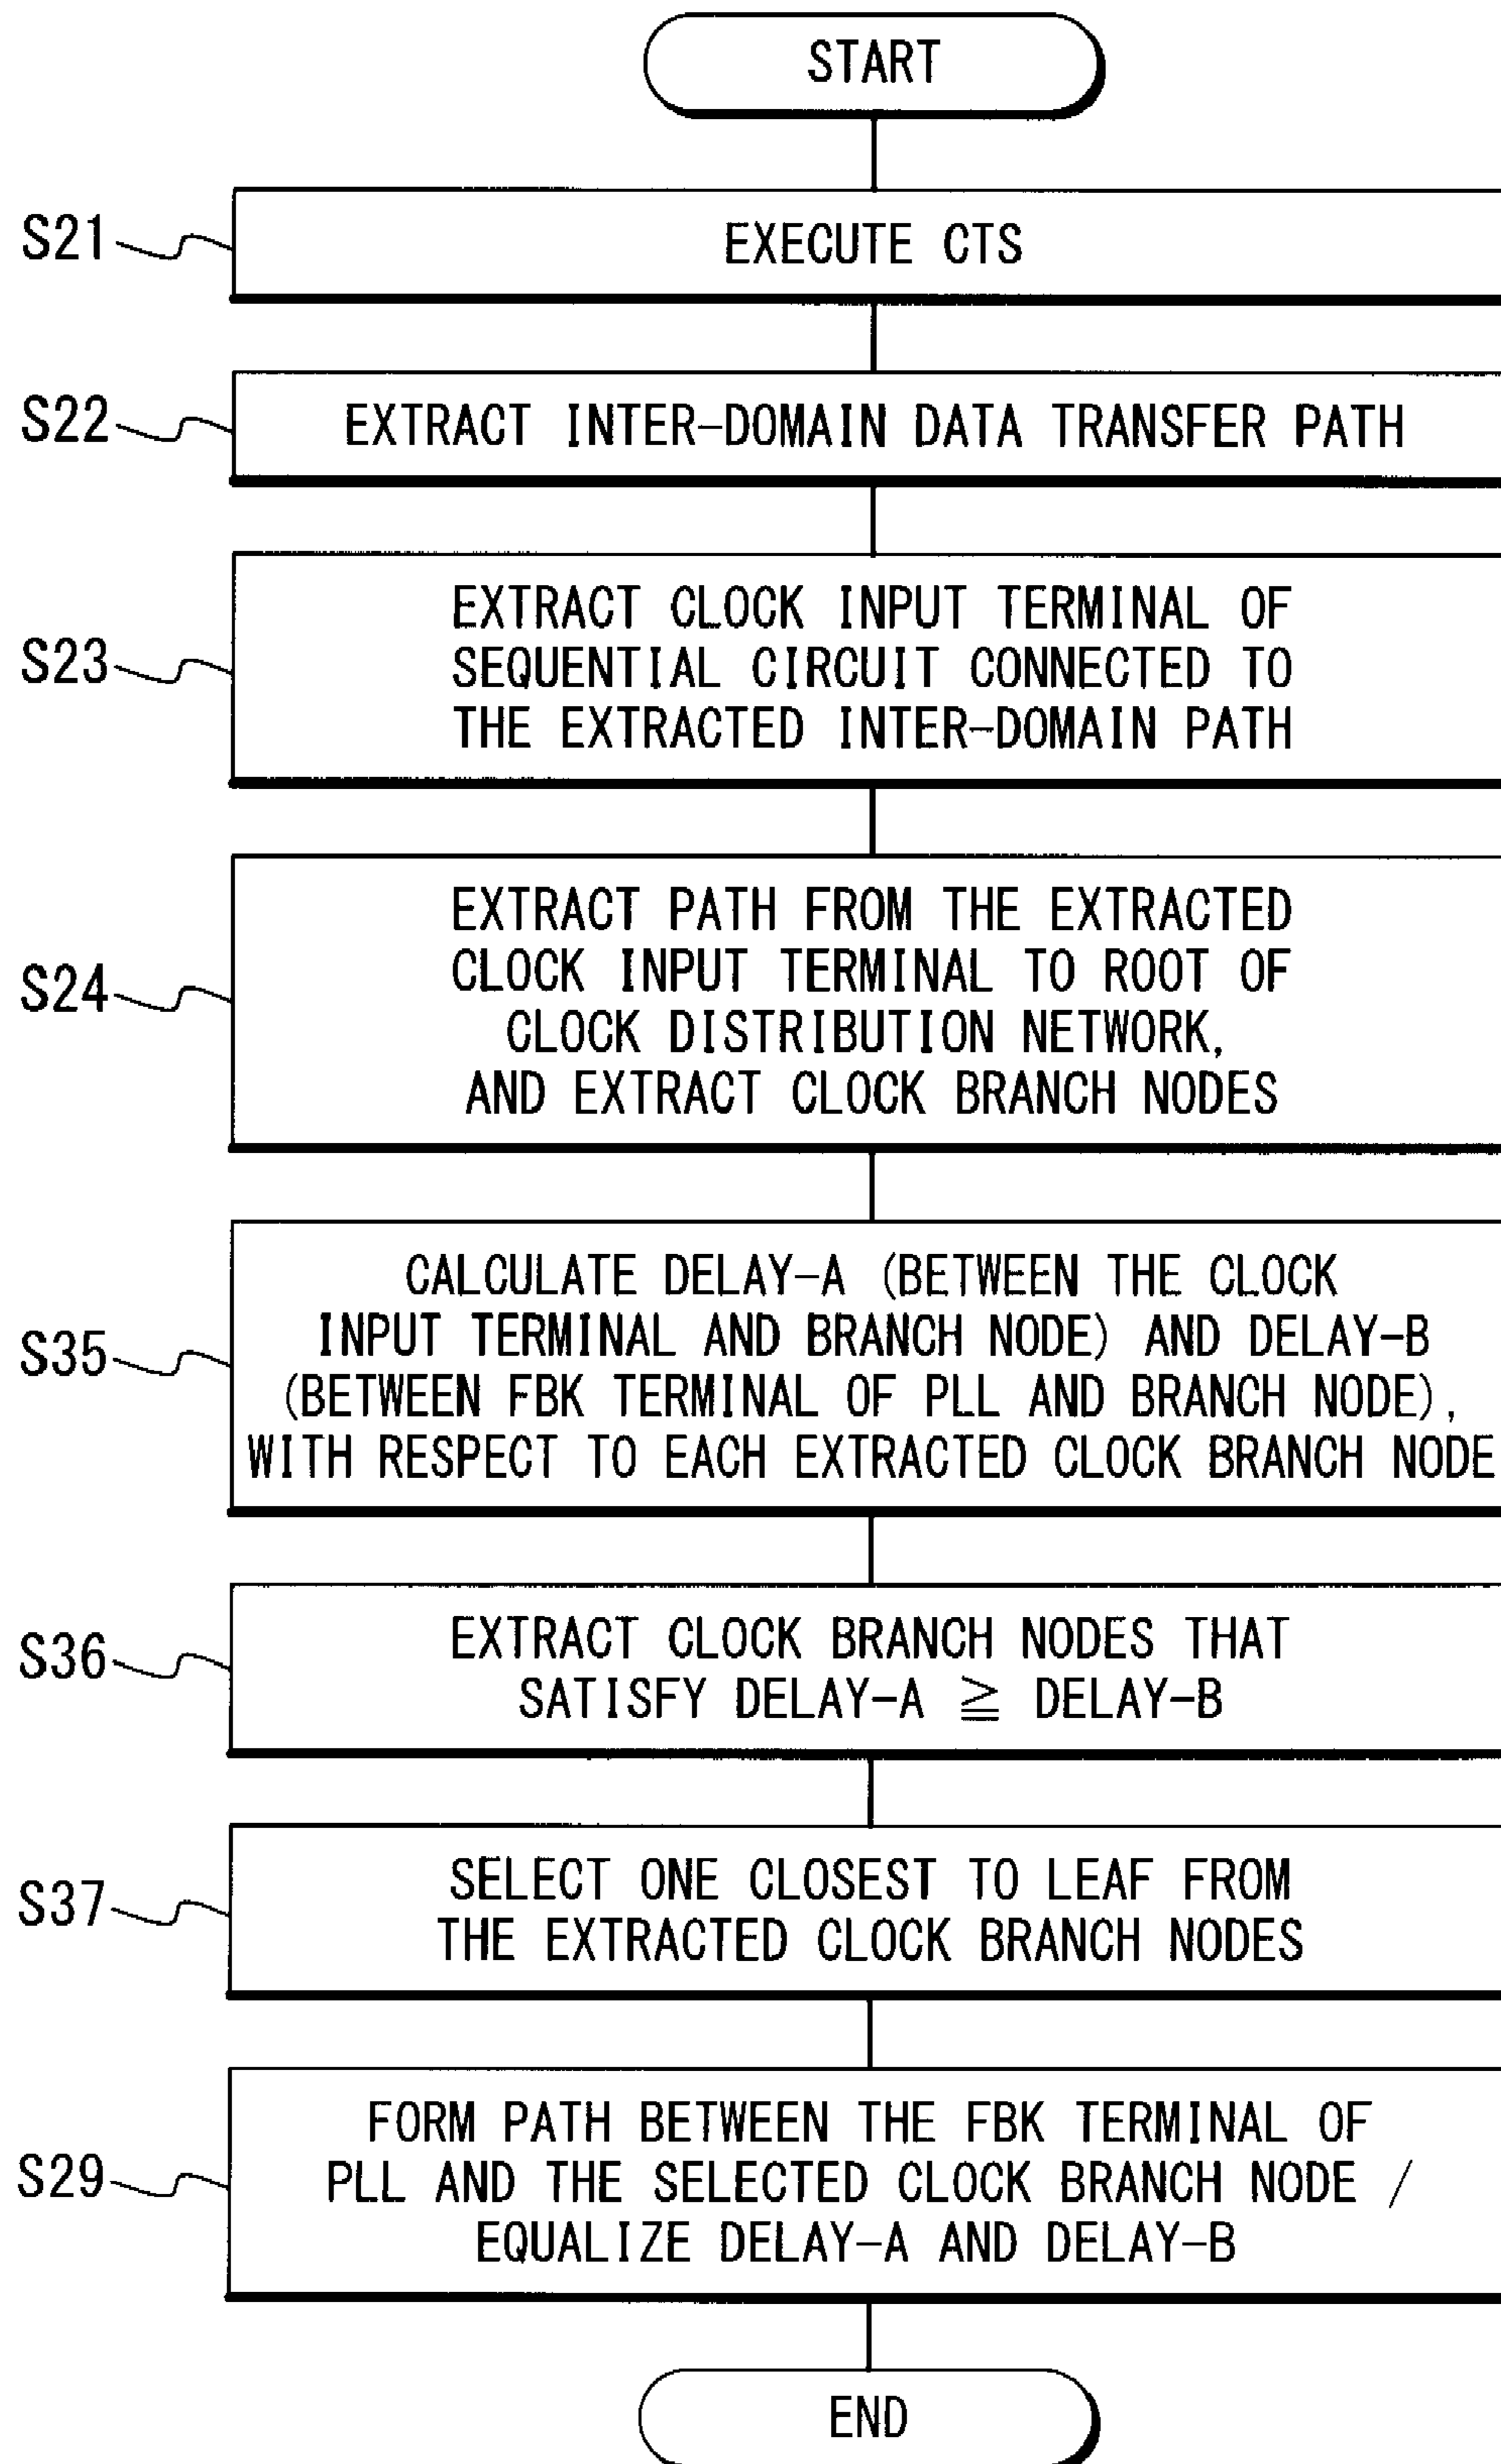 START
S21
EXECUTE CTS
S22
EXTRACT INTER-DOMAIN DATA TRANSFER PATH
S23
EXTRACT CLOCK INPUT TERMINAL OF
SEQUENTIAL CIRCUIT CONNECTED TO
THE EXTRACTED INTER-DOMAIN PATH
S24
EXTRACT PATH FROM THE EXTRACTED
CLOCK INPUT TERMINAL TO ROOT OF
CLOCK DISTRIBUTION NETWORK,
AND EXTRACT CLOCK BRANCH NODES
S35
CALCULATE DELAY-A (BETWEEN THE CLOCK
INPUT TERMINAL AND BRANCH NODE) AND DELAY-B
(BETWEEN FBK TERMINAL OF PLL AND BRANCH NODE),
WITH RESPECT TO EACH EXTRACTED CLOCK BRANCH NODE
S36
EXTRACT CLOCK BRANCH NODES THAT
SATISFY DELAY-A ≧ DELAY-B
S37
SELECT ONE CLOSEST TO LEAF FROM
THE EXTRACTED CLOCK BRANCH NODES
S29
FORM PATH BETWEEN THE FBK TERMINAL OF
PLL AND THE SELECTED CLOCK BRANCH NODE /
EQUALIZE DELAY-A AND DELAY-B
END